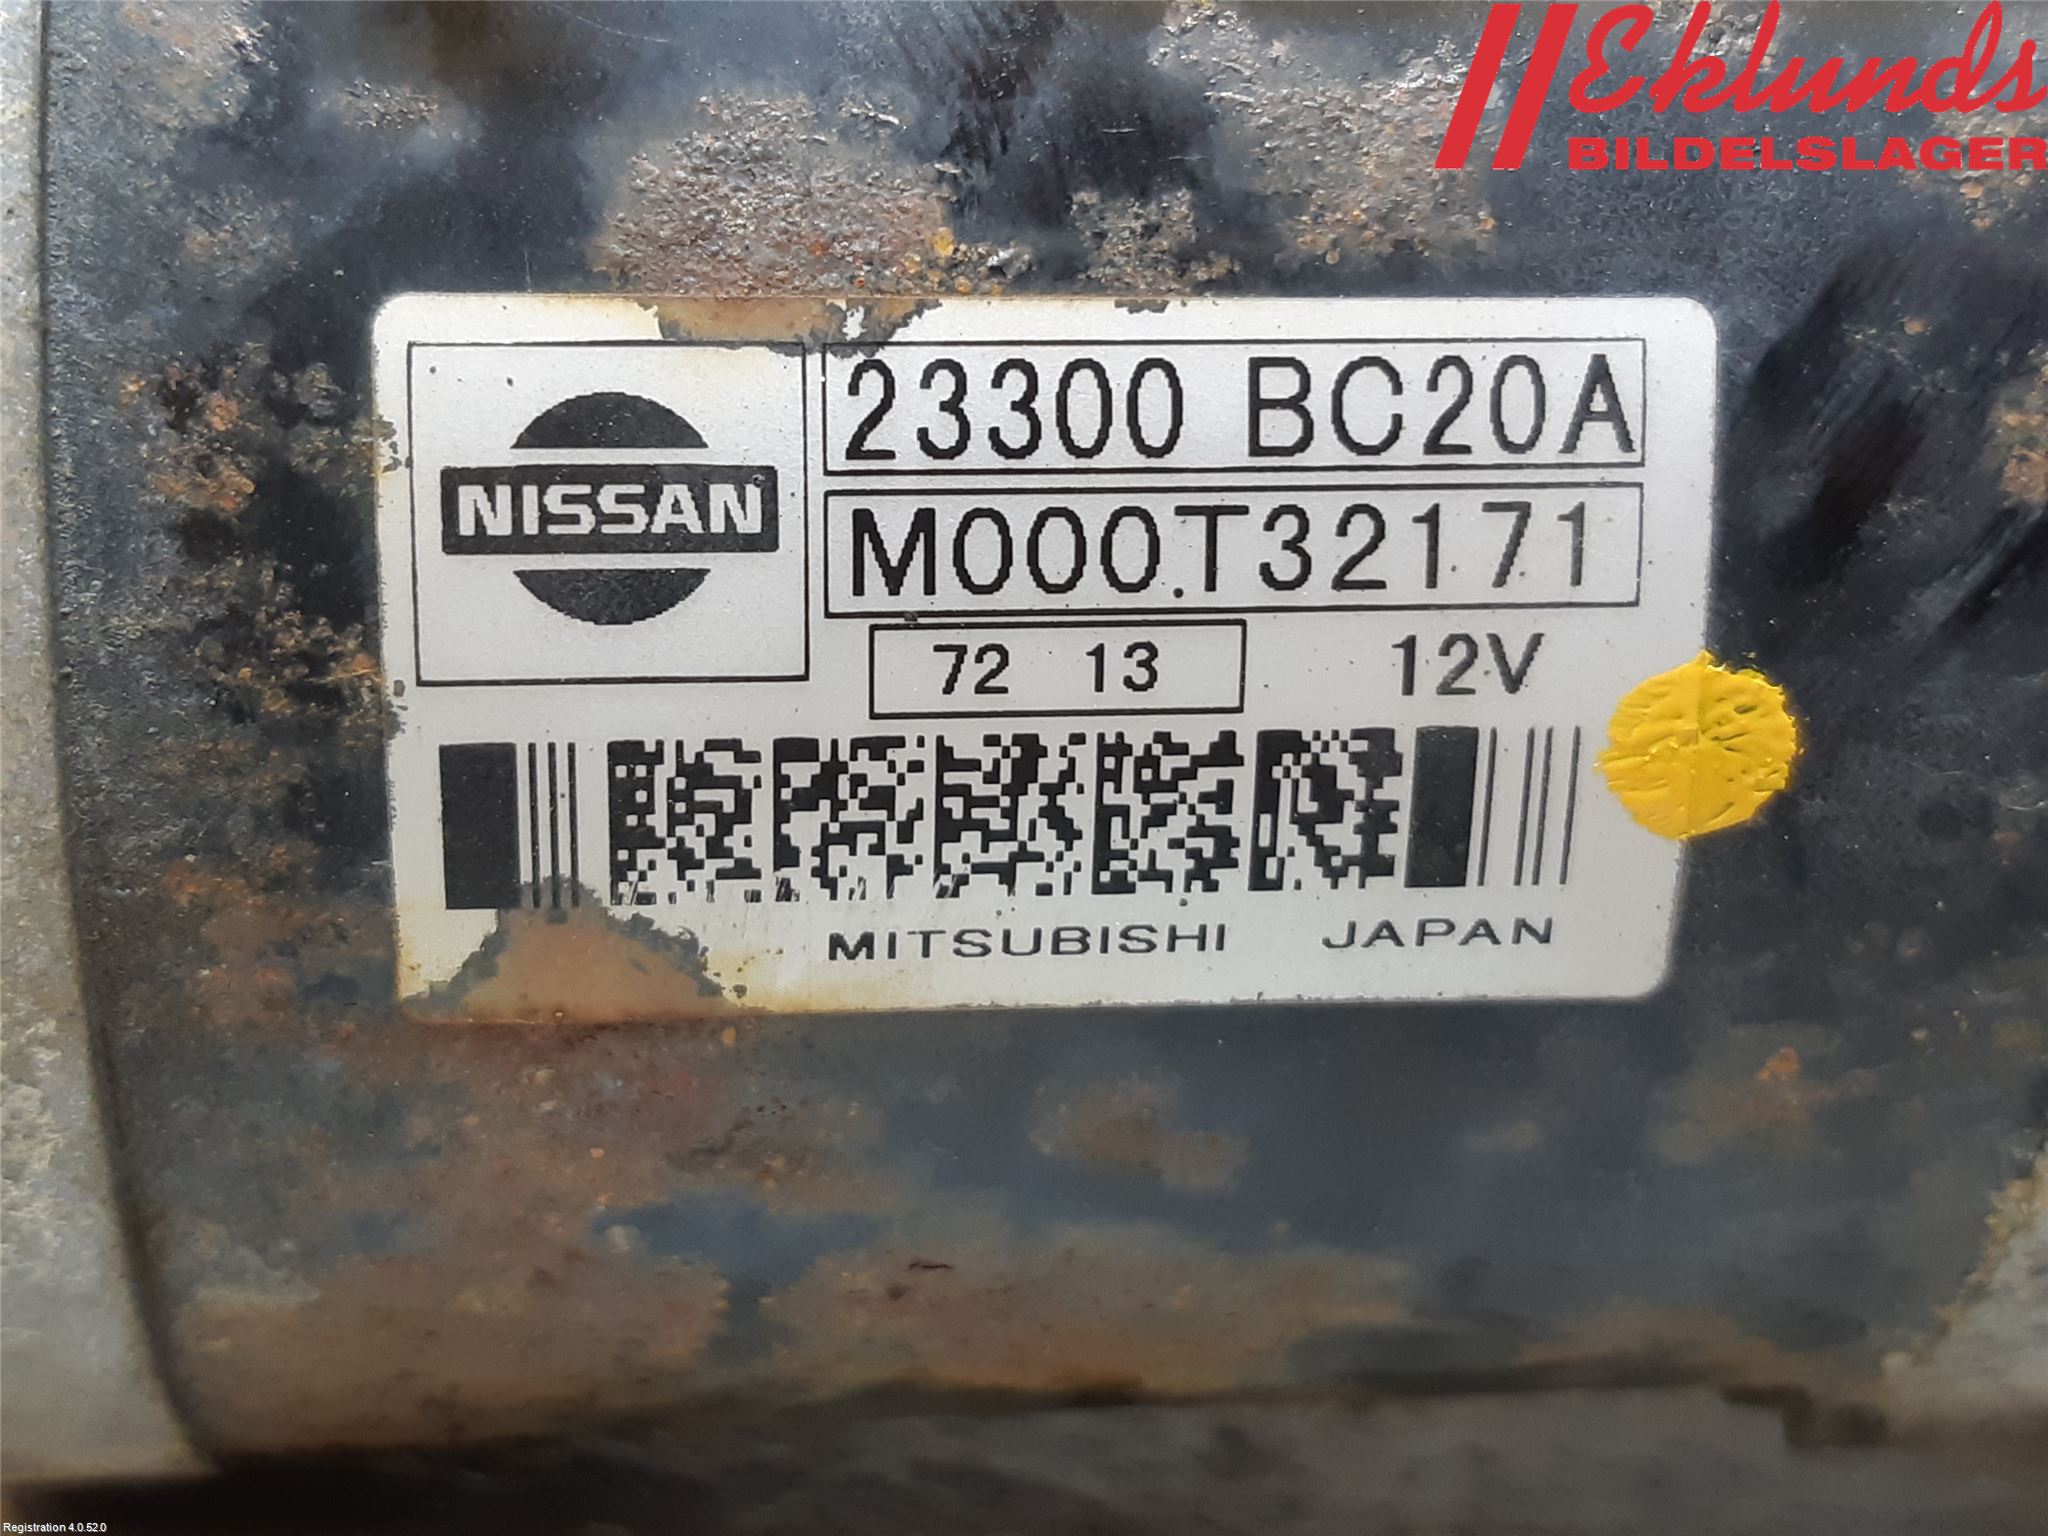 Eklunds
BILDELSLAGER
NISSAN
23300 BC20A
M000T32171
72 13 12V
MITSUBISHI JAPAN
Registration 4.0.52.0